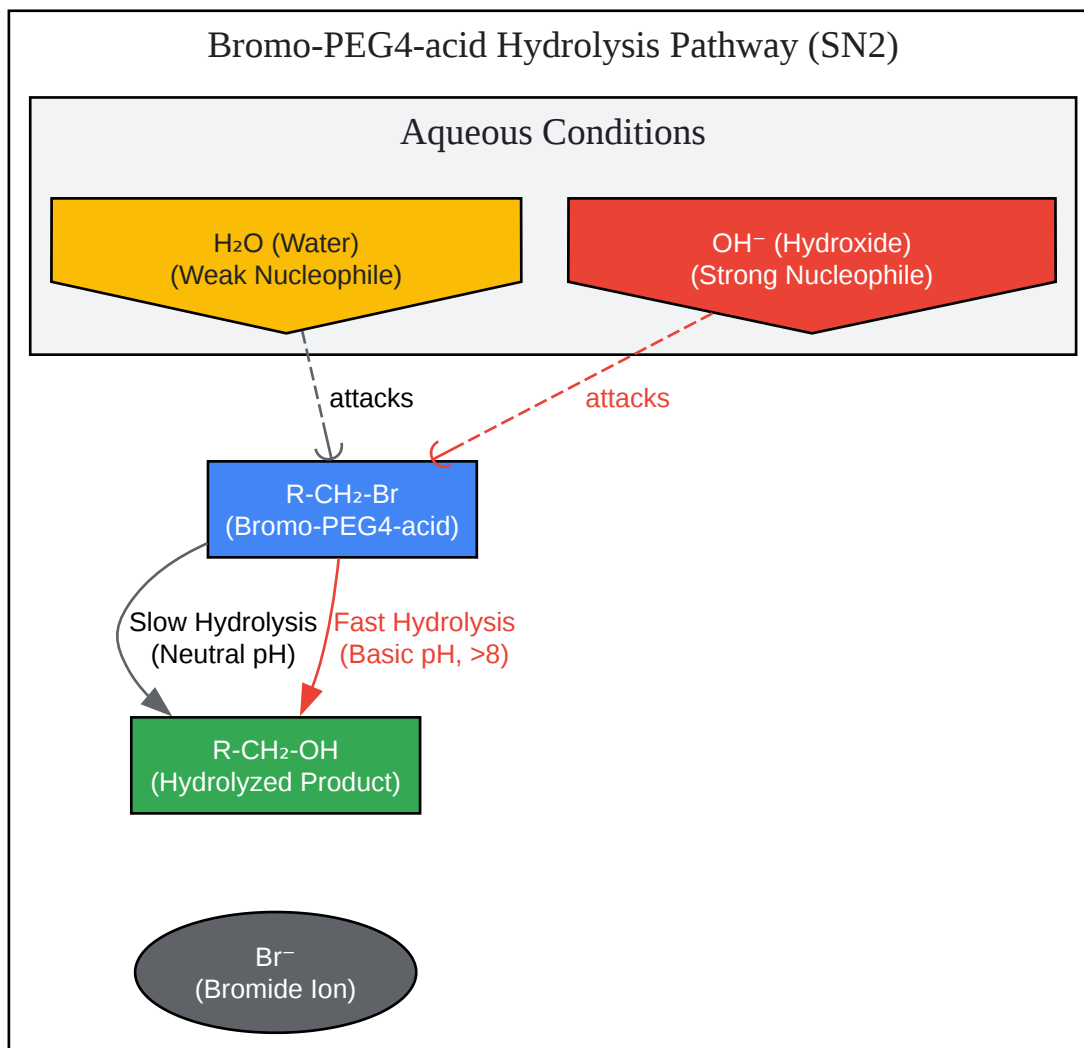 Bromo-PEG4-acid Hydrolysis Pathway (SN2)
Aqueous Conditions
H₂O (Water)
(Weak Nucleophile)
OH⁻ (Hydroxide)
(Strong Nucleophile)
attacks
attacks
R-CH₂-Br
(Bromo-PEG4-acid)
Slow Hydrolysis
(Neutral pH)
Fast Hydrolysis
(Basic pH, >8)
R-CH₂-OH
(Hydrolyzed Product)
Br⁻
(Bromide Ion)